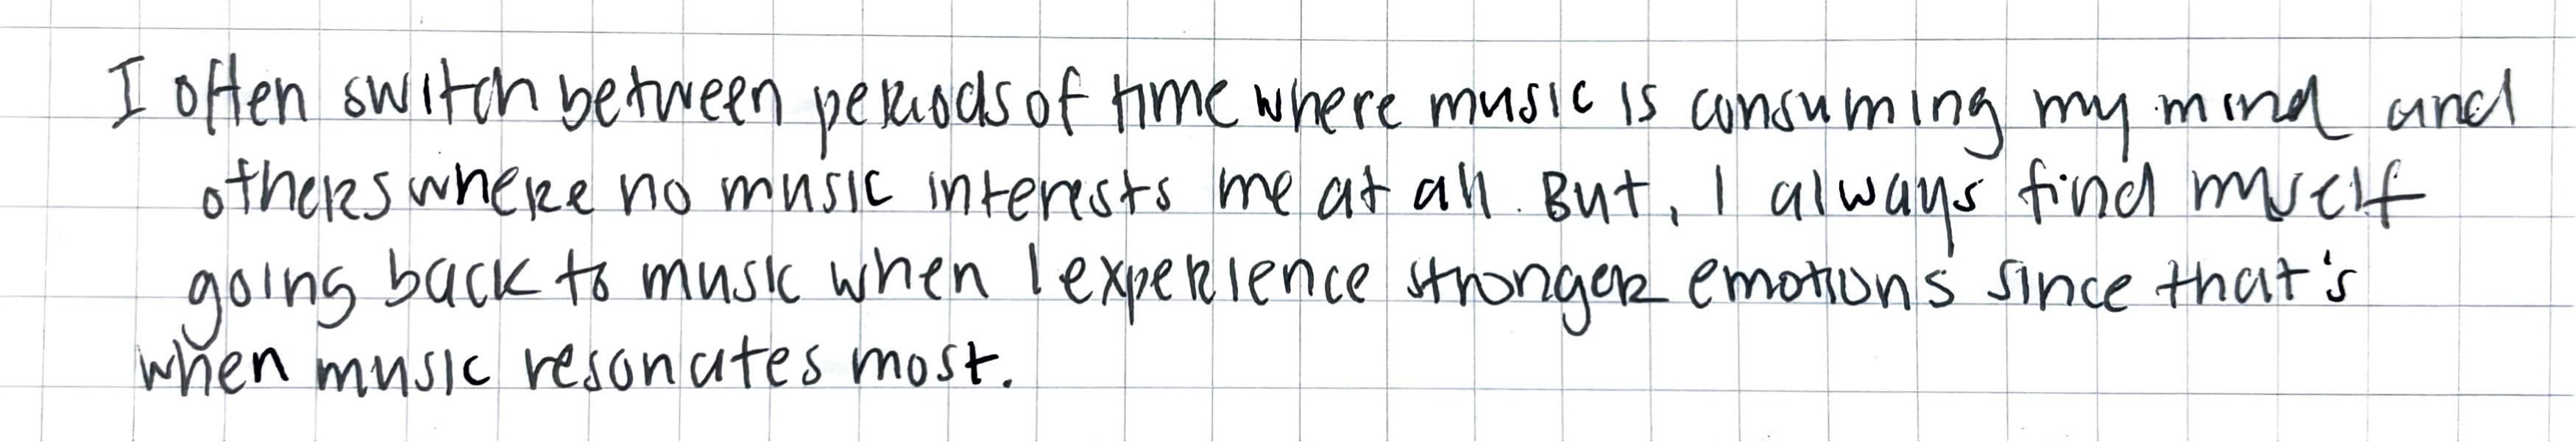 I often switch between periods of time where music is consuming my mind and
others where no music interests me at all. But, I always find myself
going back to music when I experience stronger emotions since that's
when music resonates most.